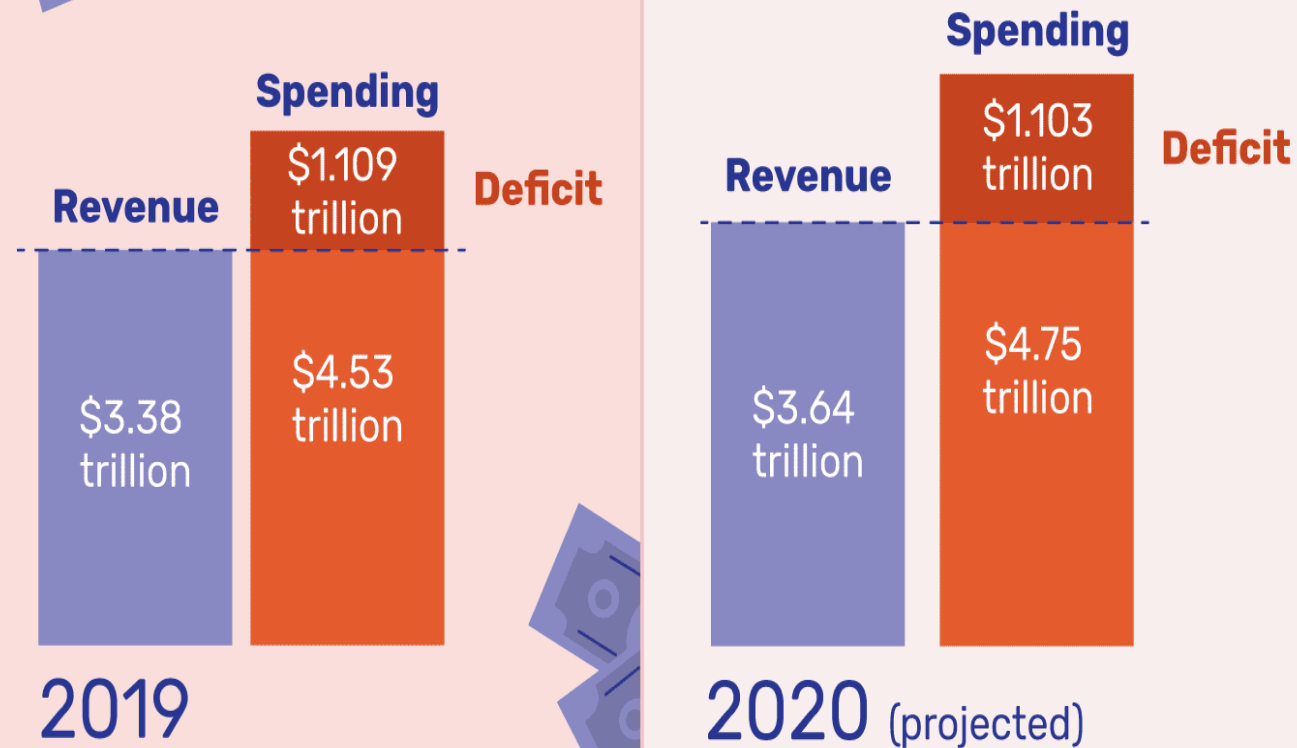 Spending
$1.109
trillion
Deficit
Revenue
$4.53
trillion
$3.38
trillion
2019
Spending
$1.103
trillion
Deficit
Revenue
$4.75
trillion
$3.64
trillion
2020 (projected)